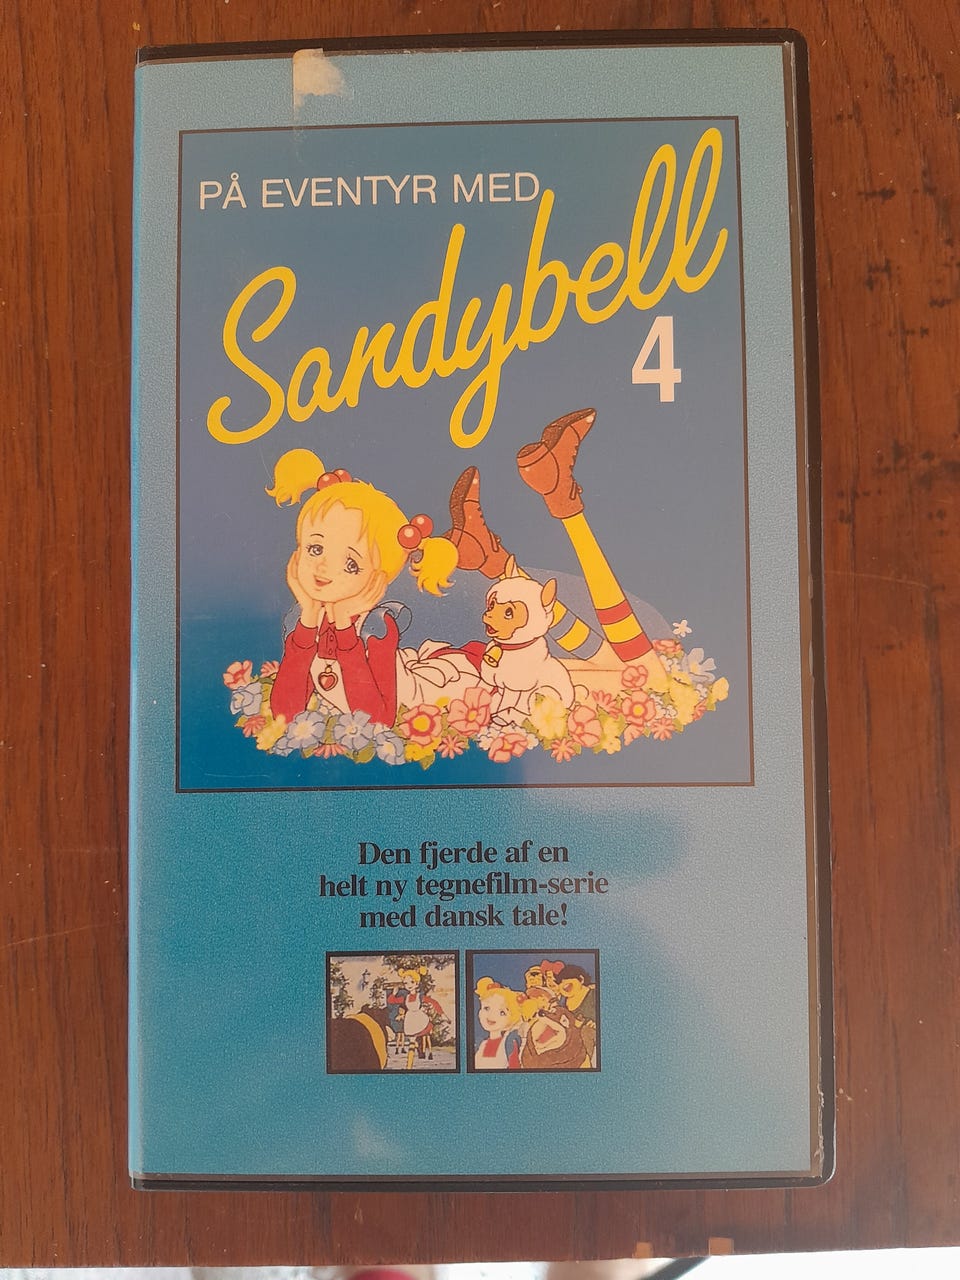 PÅ EVENTYR MED
Sandybell
4
Den fjerde af en
helt ny tegnefilm-serie
med dansk tale!